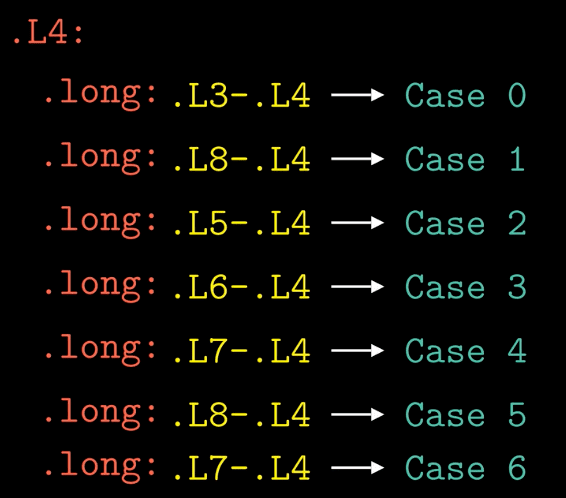 .L4:
.long: .L3-.L4 → Case 0
.long: .L8-.L4 → Case 1
.long: .L5-.L4 → Case 2
.long: .L6-.L4 → Case 3
.long: .L7-.L4 → Case 4
.long: .L8-.L4 → Case 5
.long: .L7-.L4 → Case 6